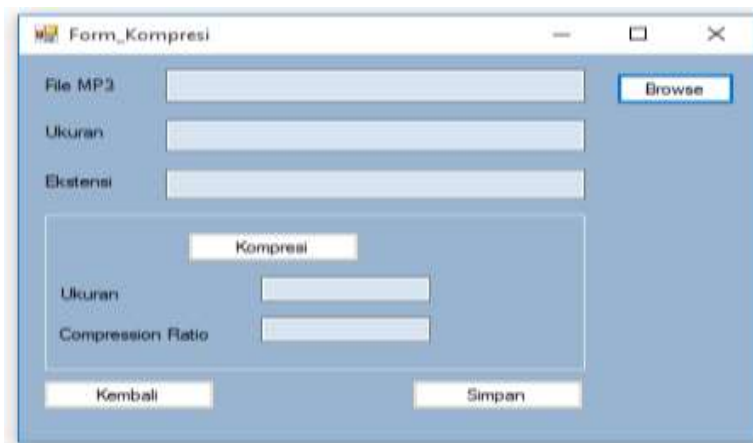 Form_Kompresi
File MP3
Browse
Ukuran
Ekstensi
Kompresi
Ukuran
Compression Ratio
Kembali
Simpan